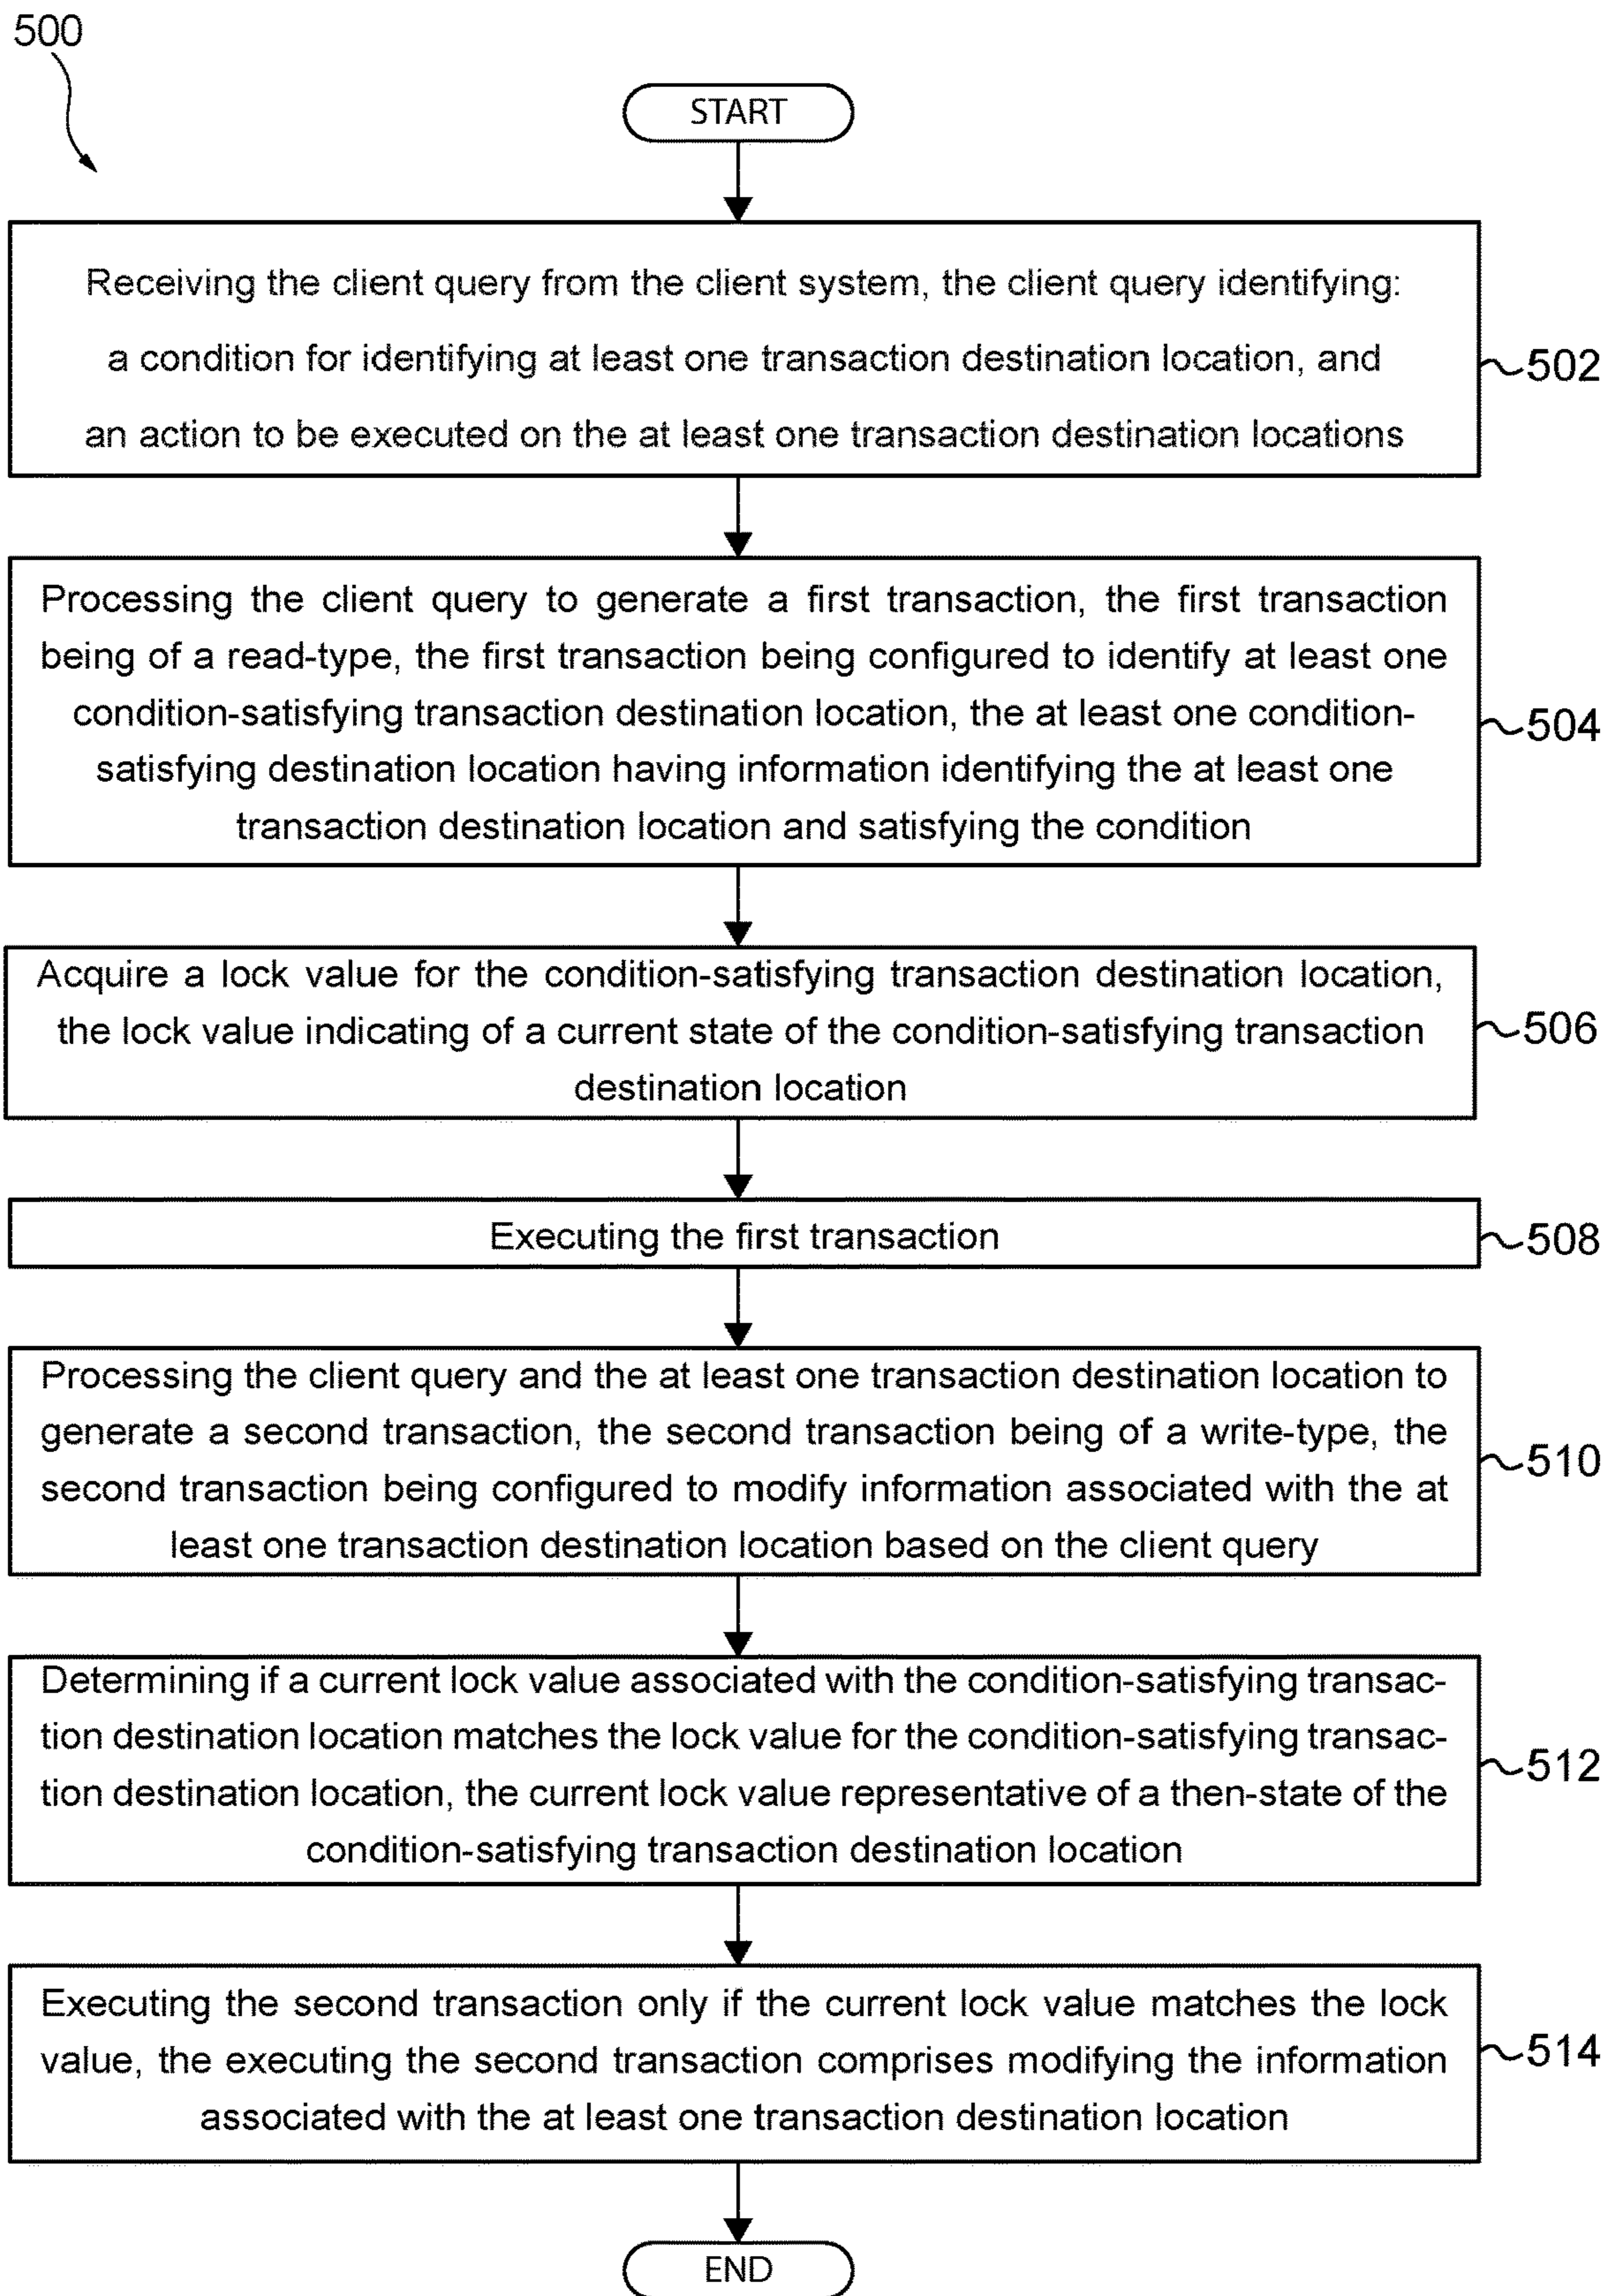 500
START
Receiving the client query from the client system, the client query identifying:
a condition for identifying at least one transaction destination location, and
an action to be executed on the at least one transaction destination locations
502
Processing the client query to generate a first transaction, the first transaction
being of a read-type, the first transaction being configured to identify at least one
condition-satisfying transaction destination location, the at least one condition-
satisfying destination location having information identifying the at least one
transaction destination location and satisfying the condition
504
Acquire a lock value for the condition-satisfying transaction destination location,
the lock value indicating of a current state of the condition-satisfying transaction
destination location
506
Executing the first transaction
508
Processing the client query and the at least one transaction destination location to
generate a second transaction, the second transaction being of a write-type, the
second transaction being configured to modify information associated with the at
least one transaction destination location based on the client query
510
Determining if a current lock value associated with the condition-satisfying transac-
tion destination location matches the lock value for the condition-satisfying transac-
tion destination location, the current lock value representative of a then-state of the
condition-satisfying transaction destination location
512
Executing the second transaction only if the current lock value matches the lock
value, the executing the second transaction comprises modifying the information
associated with the at least one transaction destination location
514
END